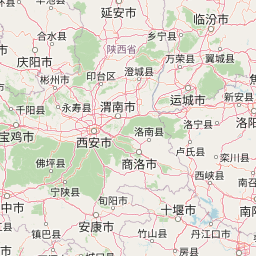 延安市
临汾市
合水县
乡宁县
陕西省
庆阳市
万荣县
翼城县
澄城县
彬州市
印台区
千阳县
永寿县
渭南市
运城市
新安县
洛宁县
洛阳
宝鸡市
西安市
洛南县
佛坪县
商洛市
卢氏县
栾川县
西峡县
南召
宁陕县
旬阳市
十堰市
南阳
镇巴县
安康市
竹山县
丹江口市
城口县
房县